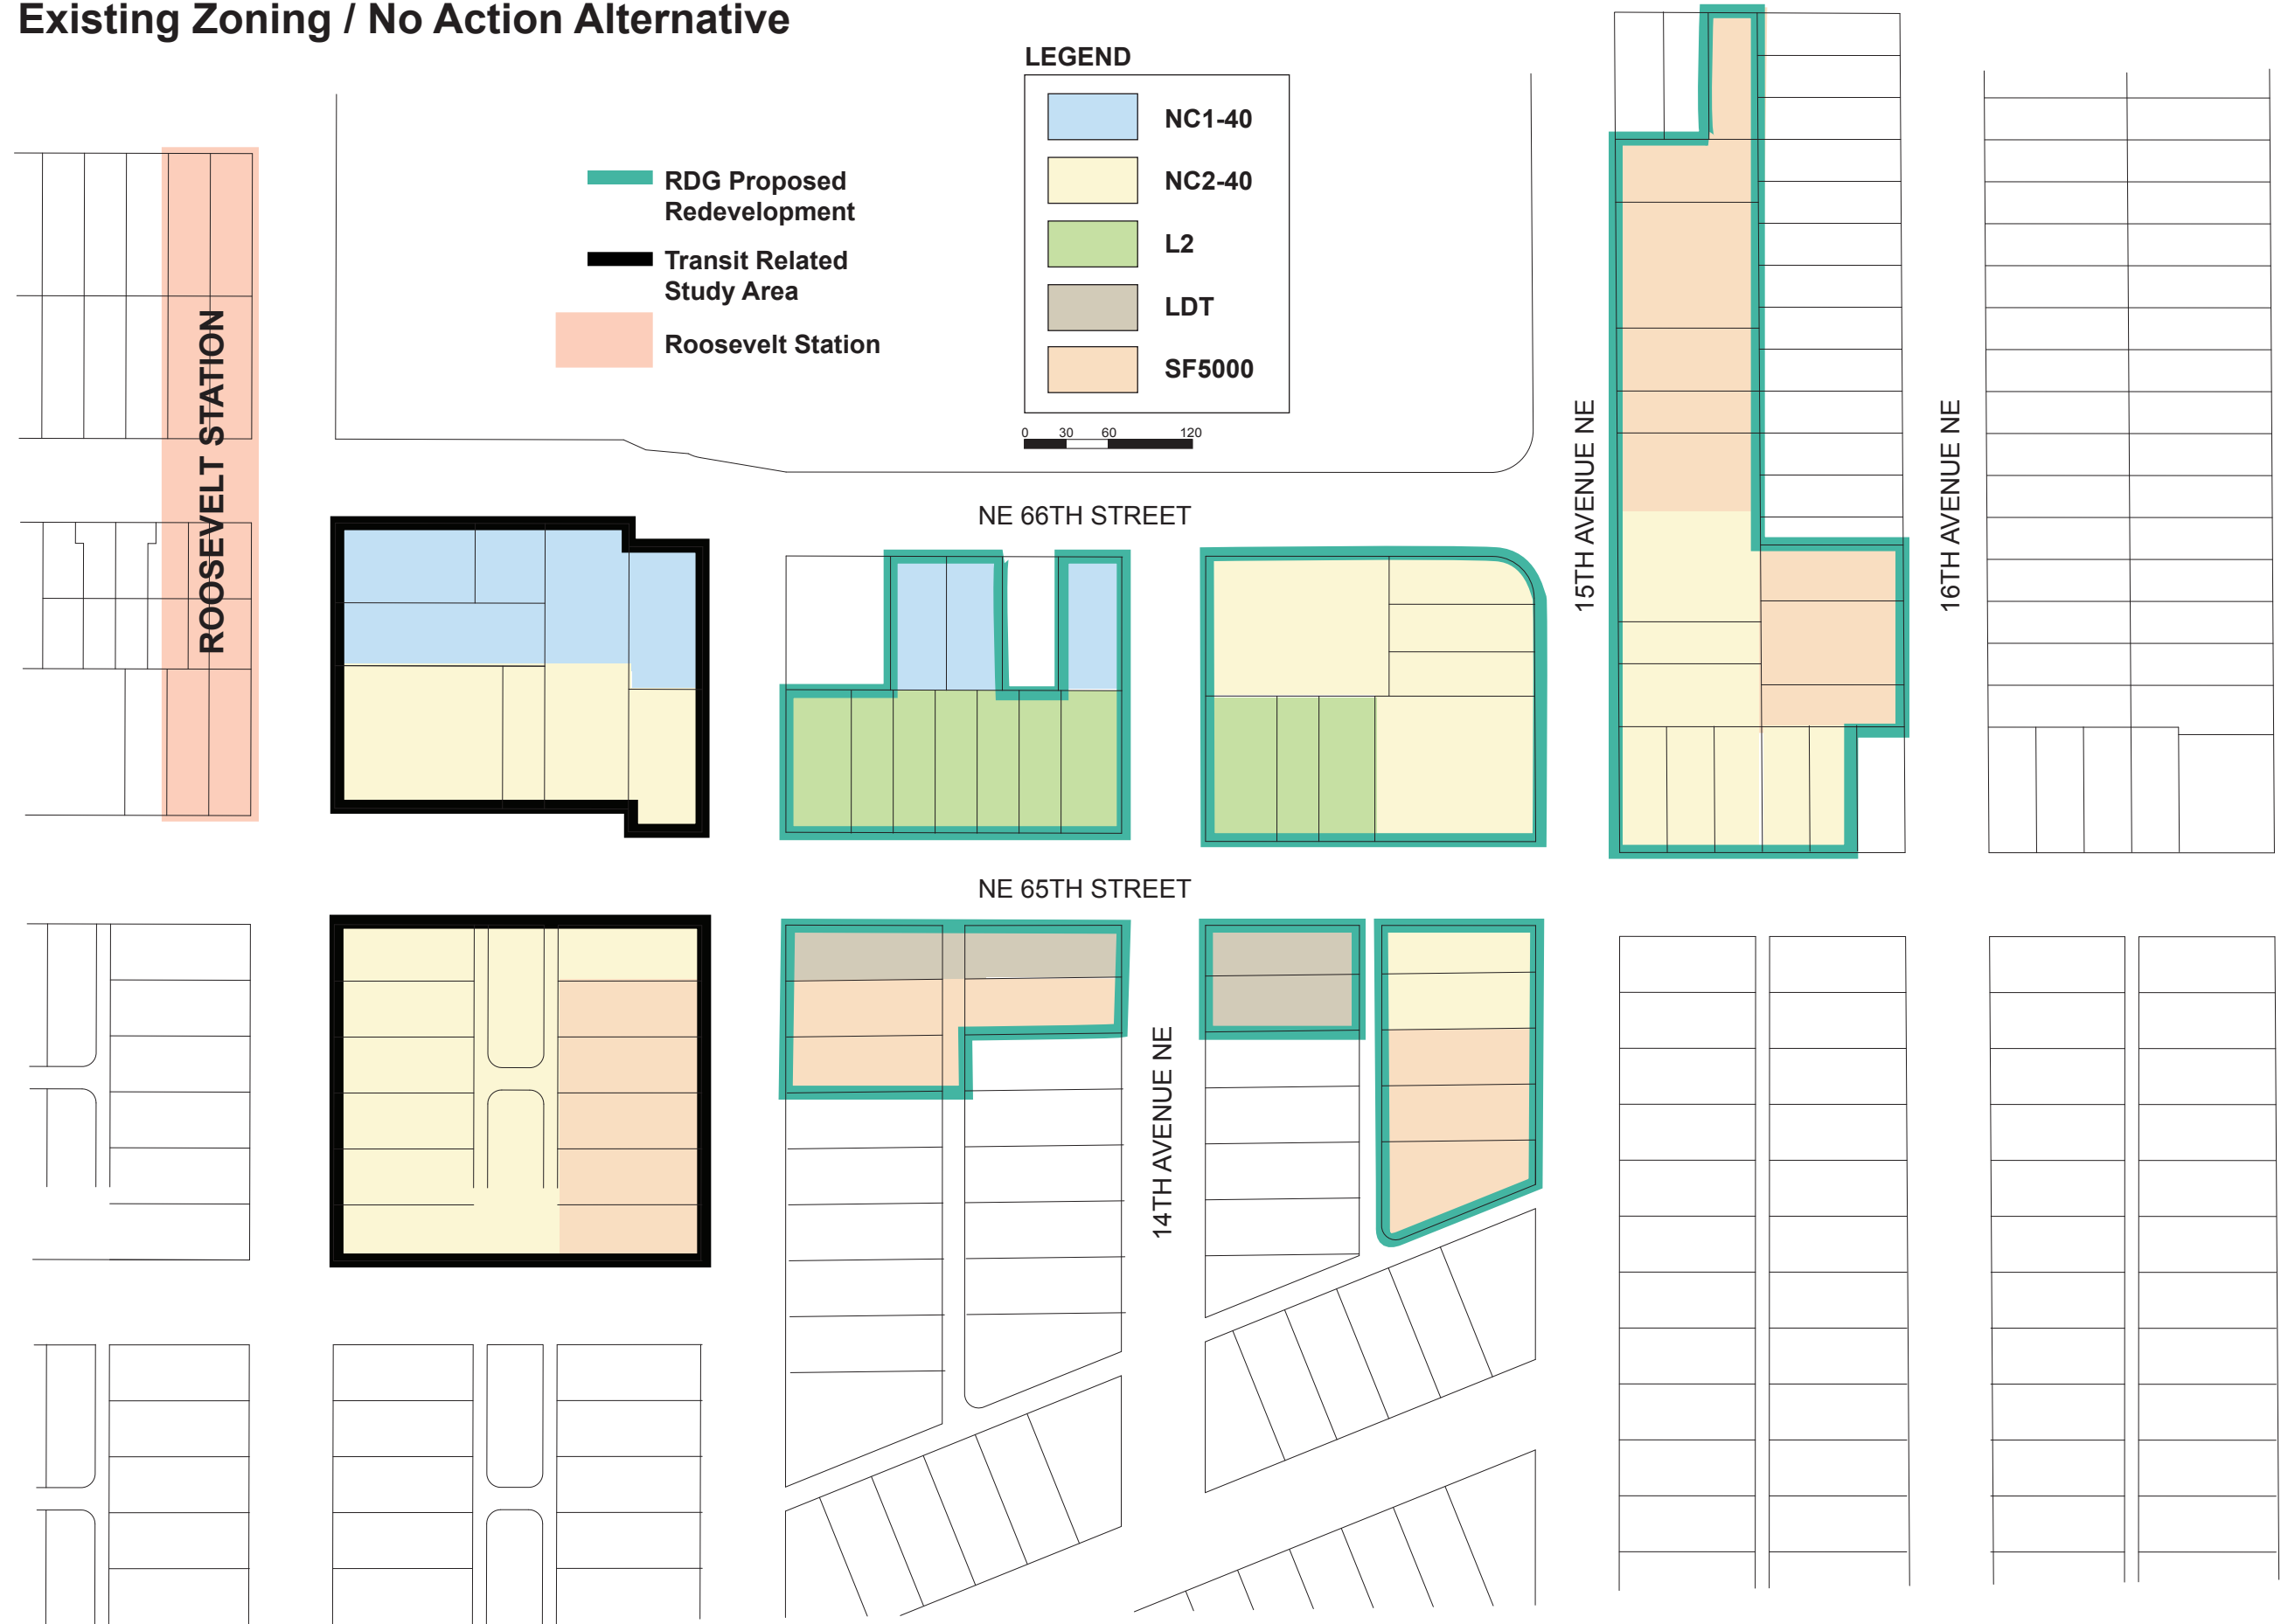 Existing Zoning / No Action Alternative
LEGEND
NC1-40
NC2-40
L2
LDT
SF5000
0 30 60 120
RDG Proposed
Redevelopment
Transit Related
Study Area
Roosevelt Station
ROOSEVELT STATION
NE 66TH STREET
15TH AVENUE NE
16TH AVENUE NE
NE 65TH STREET
14TH AVENUE NE